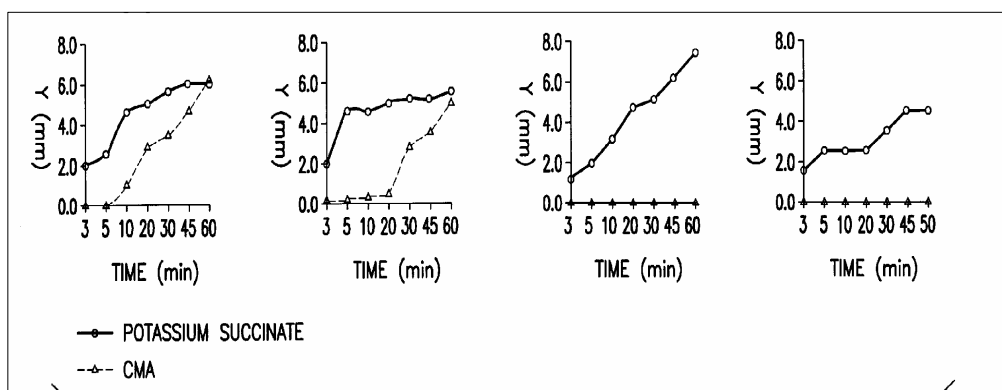 8.0 8.0 8.0 8.0
6.0 6.0 6.0 6.0
4.0 4.0 4.0 4.0
2.0 2.0 2.0 2.0
0.0 0.0 0.0 0.0
Y (mm) Y (mm) Y (mm) Y (mm)
3 5 10 20 30 45 60 3 5 10 20 30 45 60 3 5 10 20 30 45 60 3 5 10 20 30 45 50
TIME (min) TIME (min) TIME (min) TIME (min)
POTASSIUM SUCCINATE
CMA